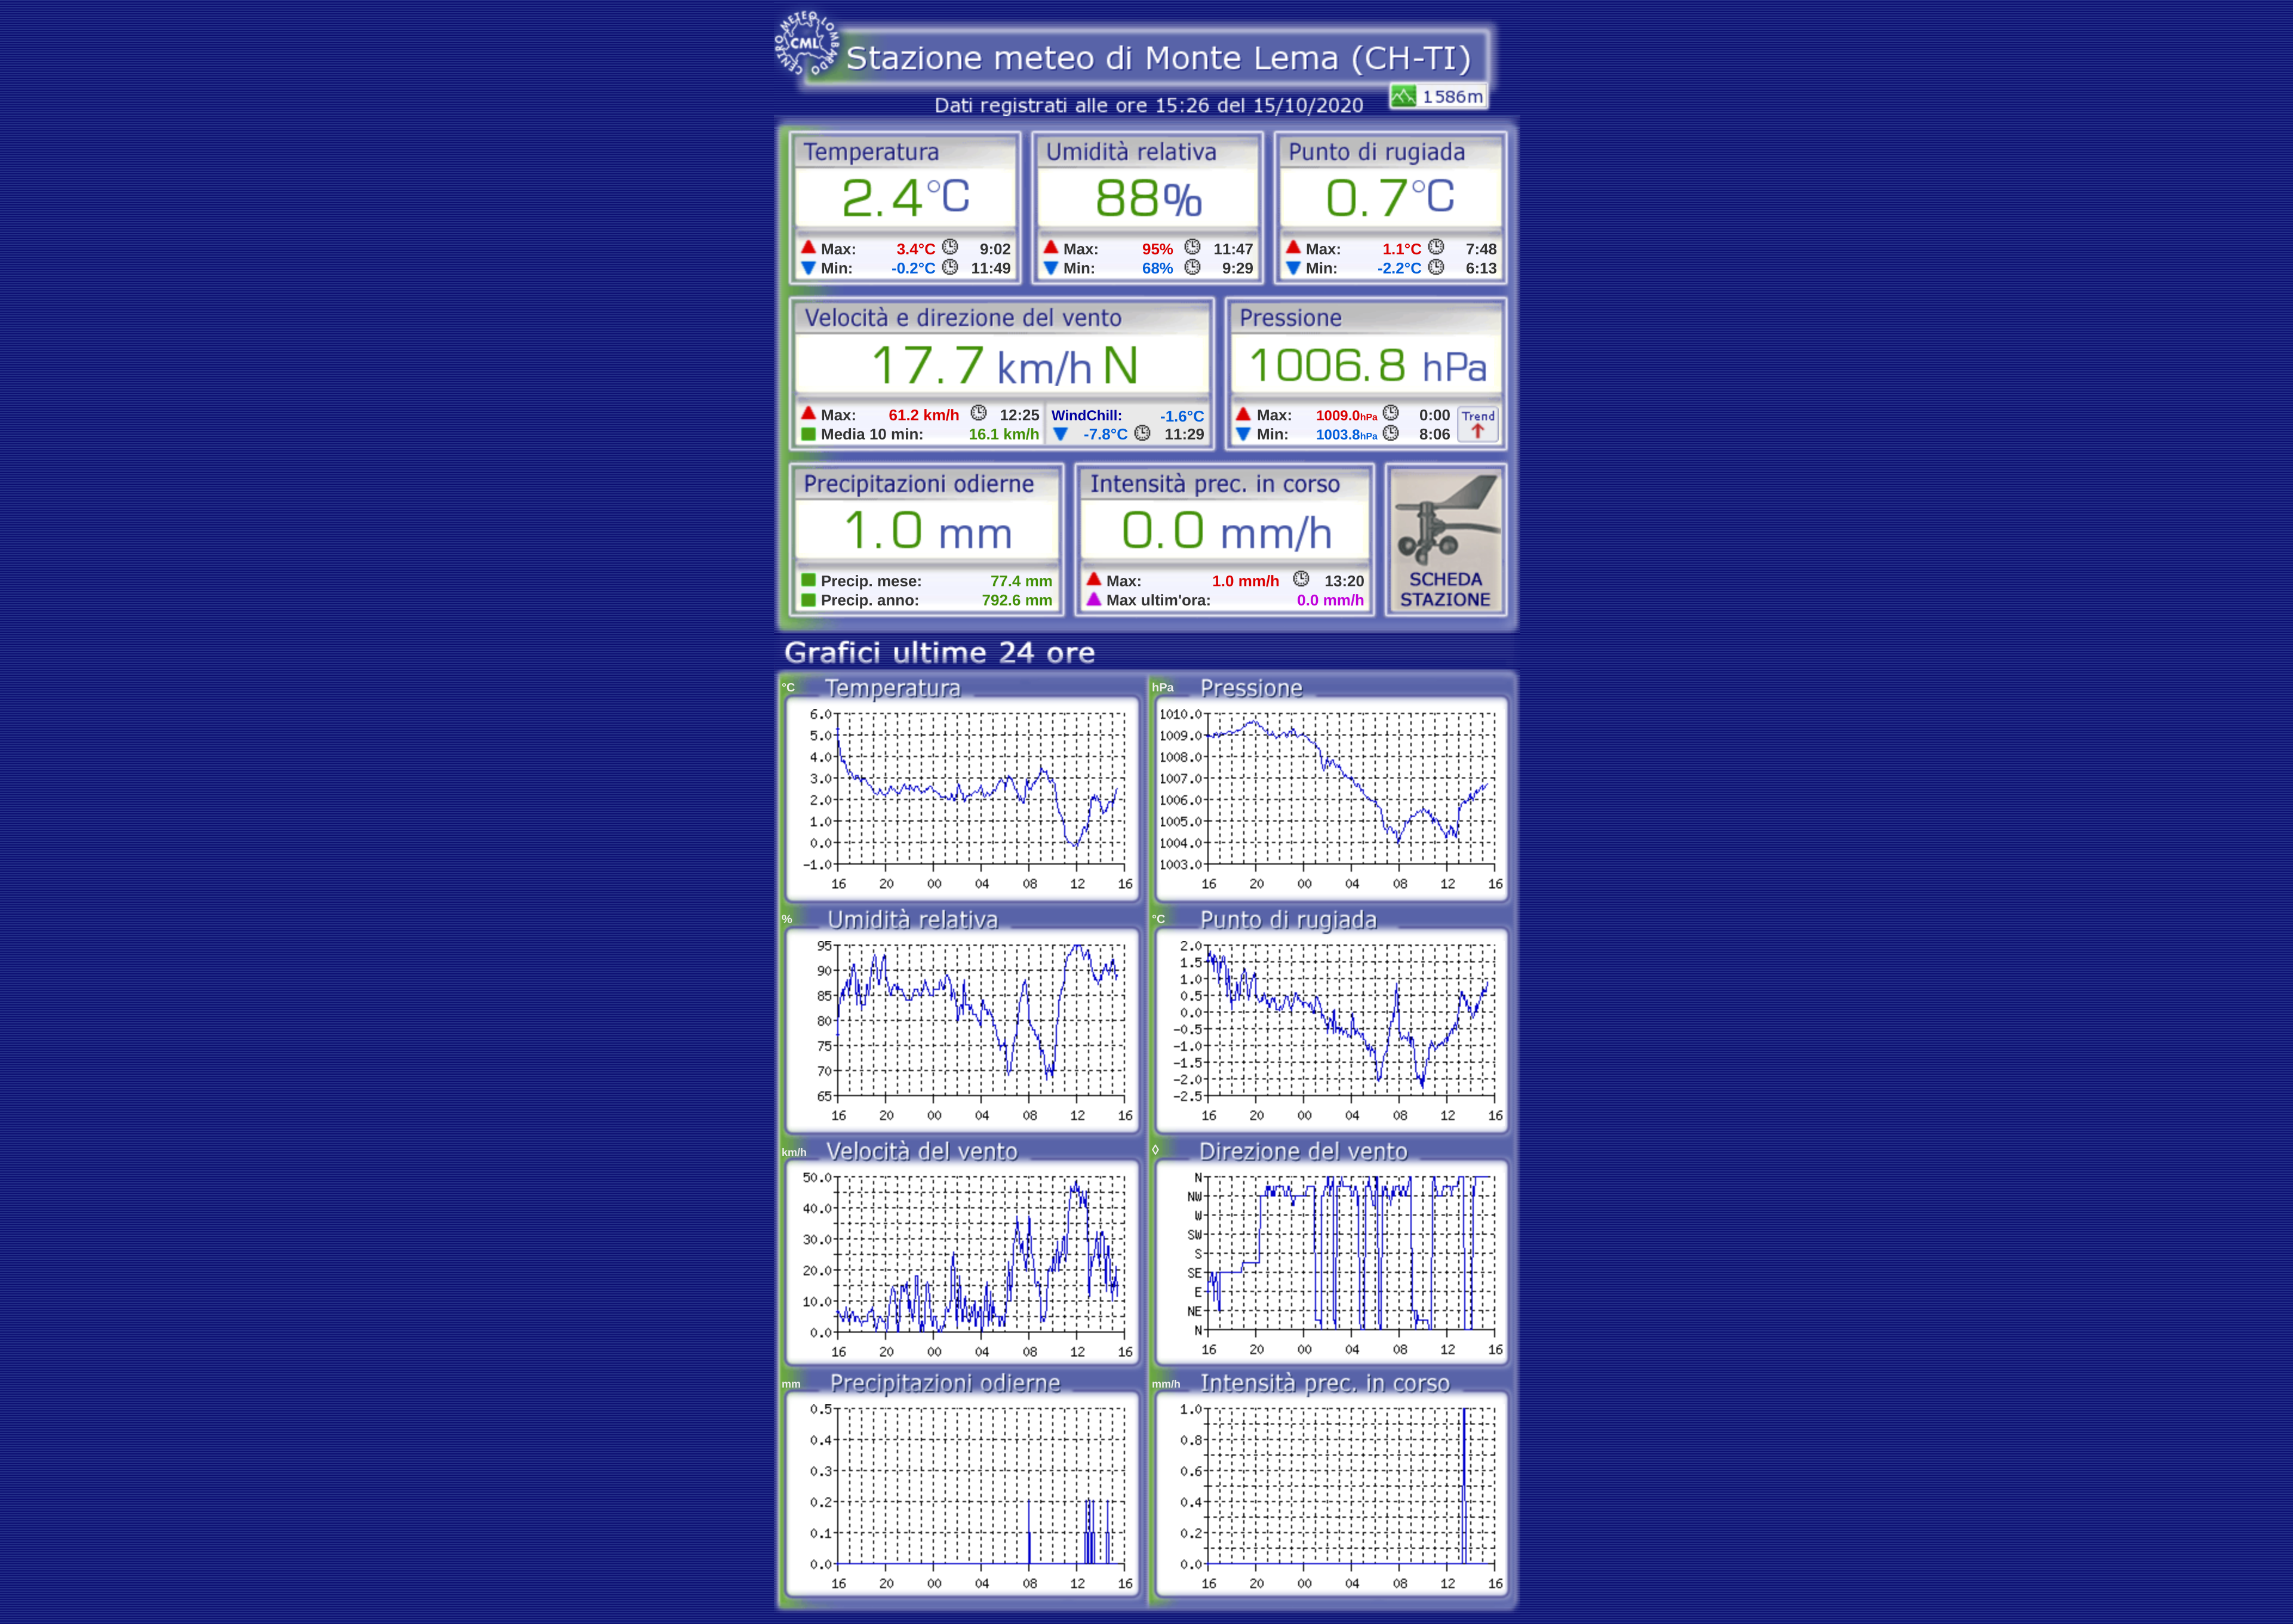 CENTRO METEO LOMBARDO
CML
Stazione meteo di Monte Lema (CH-TI)
Dati registrati alle ore 15:26 del 15/10/2020
1586m
Temperatura
2.4°C
Max: 3.4°C 9:02
Min: -0.2°C 11:49
Umidità relativa
88%
Max: 95% 11:47
Min: 68% 9:29
Punto di rugiada
0.7°C
Max: 1.1°C 7:48
Min: -2.2°C 6:13
Velocità e direzione del vento
17.7 km/h N
Max: 61.2 km/h 12:25
Media 10 min: 16.1 km/h
WindChill: -1.6°C
-7.8°C 11:29
Pressione
1006.8 hPa
Max: 1009.0hPa 0:00
Min: 1003.8hPa 8:06
Trend
Precipitazioni odierne
1.0 mm
Precip. mese: 77.4 mm
Precip. anno: 792.6 mm
Intensità prec. in corso
0.0 mm/h
Max: 1.0 mm/h 13:20
Max ultim'ora: 0.0 mm/h
SCHEDA
STAZIONE
Grafici ultime 24 ore
°C Temperatura
6.0
5.0
4.0
3.0
2.0
1.0
0.0
-1.0
16 20 00 04 08 12 16
hPa Pressione
1010.0
1009.0
1008.0
1007.0
1006.0
1005.0
1004.0
1003.0
16 20 00 04 08 12 16
% Umidità relativa
95
90
85
80
75
70
65
16 20 00 04 08 12 16
°C Punto di rugiada
2.0
1.5
1.0
0.5
0.0
-0.5
-1.0
-1.5
-2.0
-2.5
16 20 00 04 08 12 16
km/h Velocità del vento
50.0
40.0
30.0
20.0
10.0
0.0
16 20 00 04 08 12 16
◊ Direzione del vento
N
NW
W
SW
S
SE
E
NE
N
16 20 00 04 08 12 16
mm Precipitazioni odierne
0.5
0.4
0.3
0.2
0.1
0.0
16 20 00 04 08 12 16
mm/h Intensità prec. in corso
1.0
0.8
0.6
0.4
0.2
0.0
16 20 00 04 08 12 16